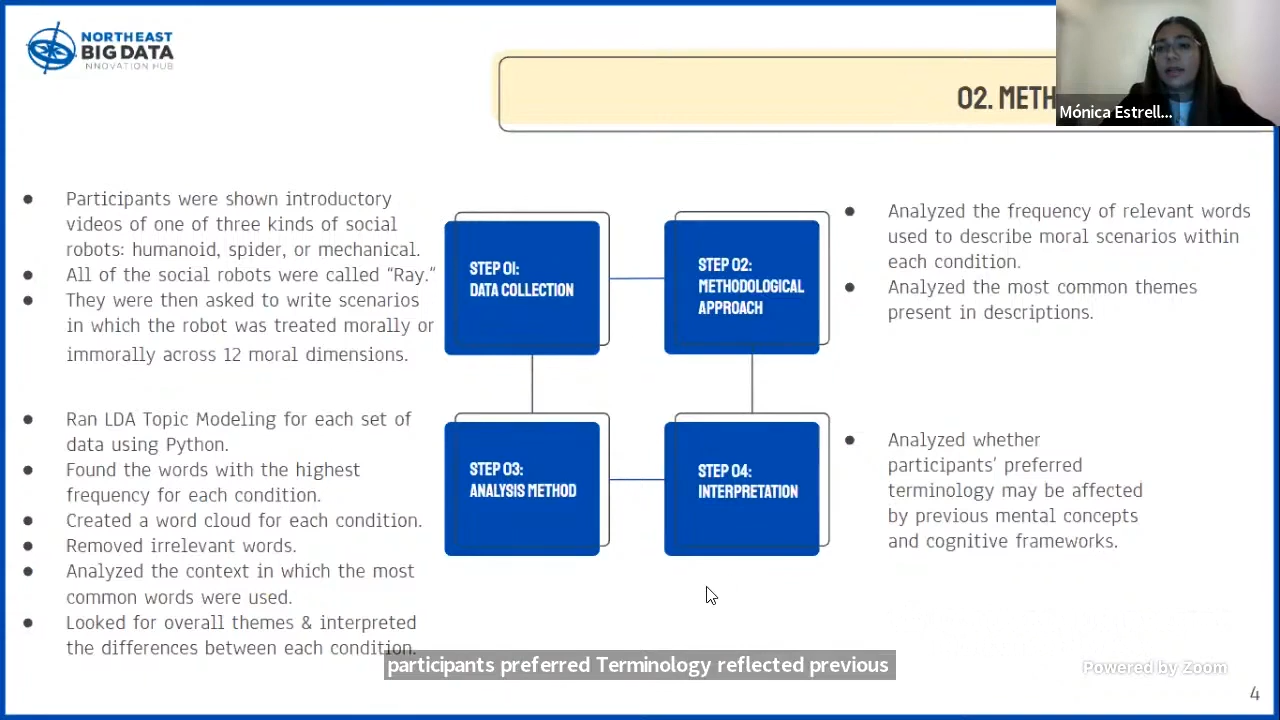 NORTHEAST
BIG DATA
INNOVATION HUB
02. METH
Mónica Estrell...
● Participants were shown introductory
videos of one of three kinds of social
robots: humanoid, spider, or mechanical.
● All of the social robots were called “Ray.“
● They were then asked to write scenarios
in which the robot was treated morally or
immorally across 12 moral dimensions.
STEP 01:
DATA COLLECTION
STEP 02:
METHODOLOGICAL
APPROACH
● Analyzed the frequency of relevant words
used to describe moral scenarios within
each condition.
● Analyzed the most common themes
present in descriptions.
● Ran LDA Topic Modeling for each set of
data using Python.
● Found the words with the highest
frequency for each condition.
● Created a word cloud for each condition.
● Removed irrelevant words.
● Analyzed the context in which the most
common words were used.
● Looked for overall themes & interpreted
the differences between each condition.
STEP 03:
ANALYSIS METHOD
STEP 04:
INTERPRETATION
● Analyzed whether
participants’ preferred
terminology may be affected
by previous mental concepts
and cognitive frameworks.
participants preferred Terminology reflected previous
Powered by Zoom
4